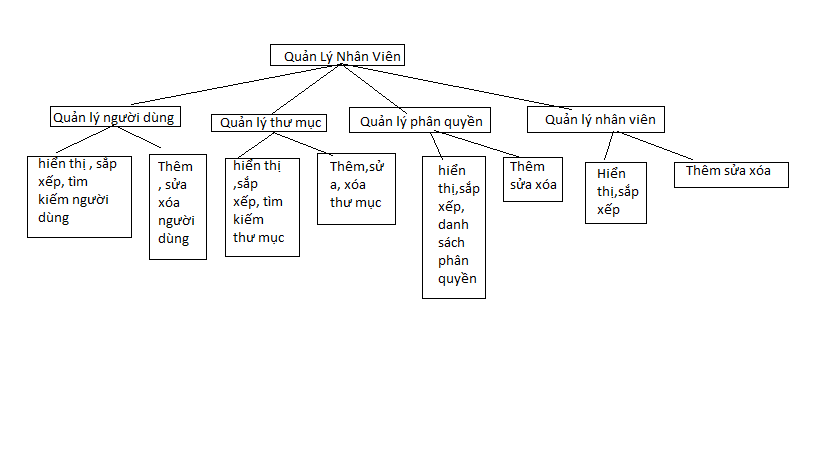 Quản Lý Nhân Viên
Quản lý người dùng
Quản lý thư mục
Quản lý phân quyền
Quản lý nhân viên
hiển thị , sắp
xếp, tìm
kiếm người
dùng
Thêm
, sửa
xóa
người
dùng
hiển thị
,sắp
xếp, tìm
kiếm
thư mục
Thêm,sử
a, xóa
thư mục
hiển
thị,sắp
xếp,
danh
sách
phân
quyền
Thêm
sửa xóa
Hiển
thị,sắp
xếp
Thêm sửa xóa